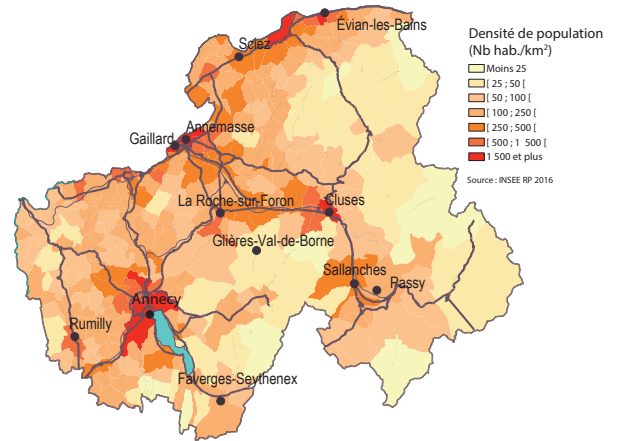 Évian-les-Bains
Sciez
Densité de population
(Nb hab./km²)
Moins 25
[ 25 ; 50 [
[ 50 ; 100 [
[ 100 ; 250 [
[ 250 ; 500 [
[ 500 ; 1 500 [
1 500 et plus
Source : INSEE RP 2016
Annemasse
Gaillard
La Roche-sur-Foron
Cluses
Glières-Val-de-Borne
Sallanches
Passy
Annecy
Rumilly
Faverges-Seythenex